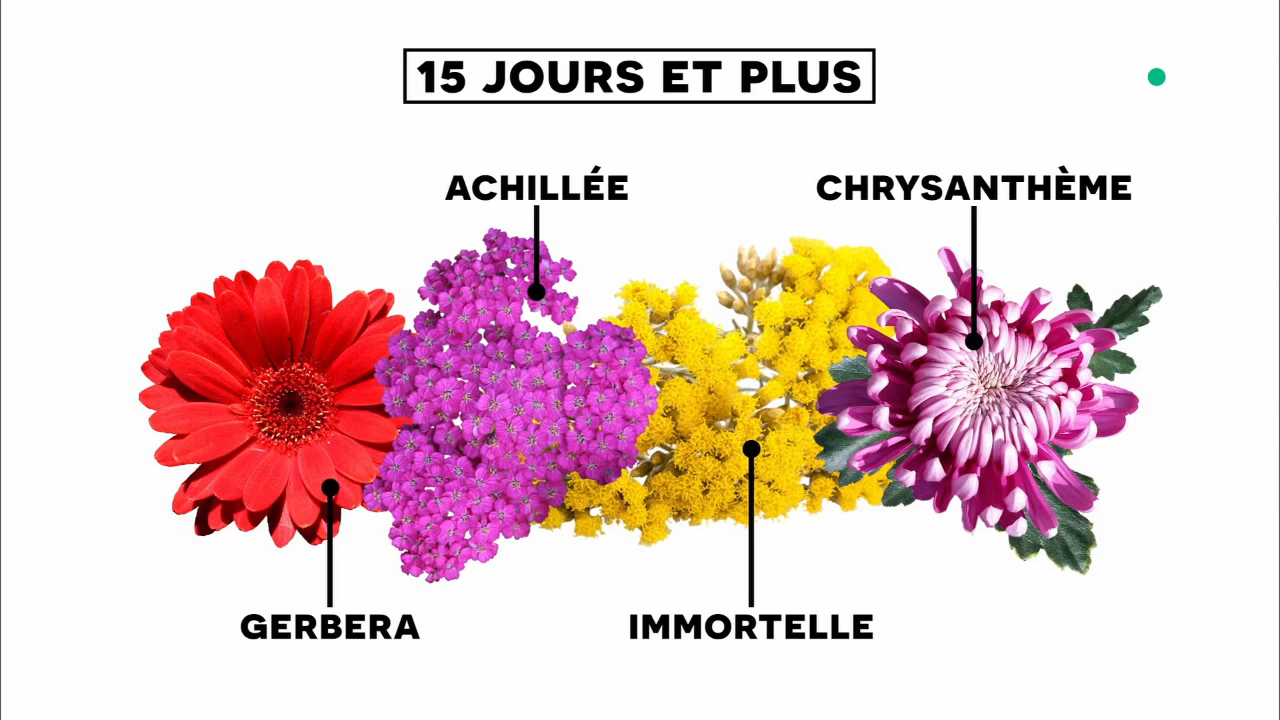 15 JOURS ET PLUS
ACHILLÉE
CHRYSANTHÈME
GERBERA
IMMORTELLE